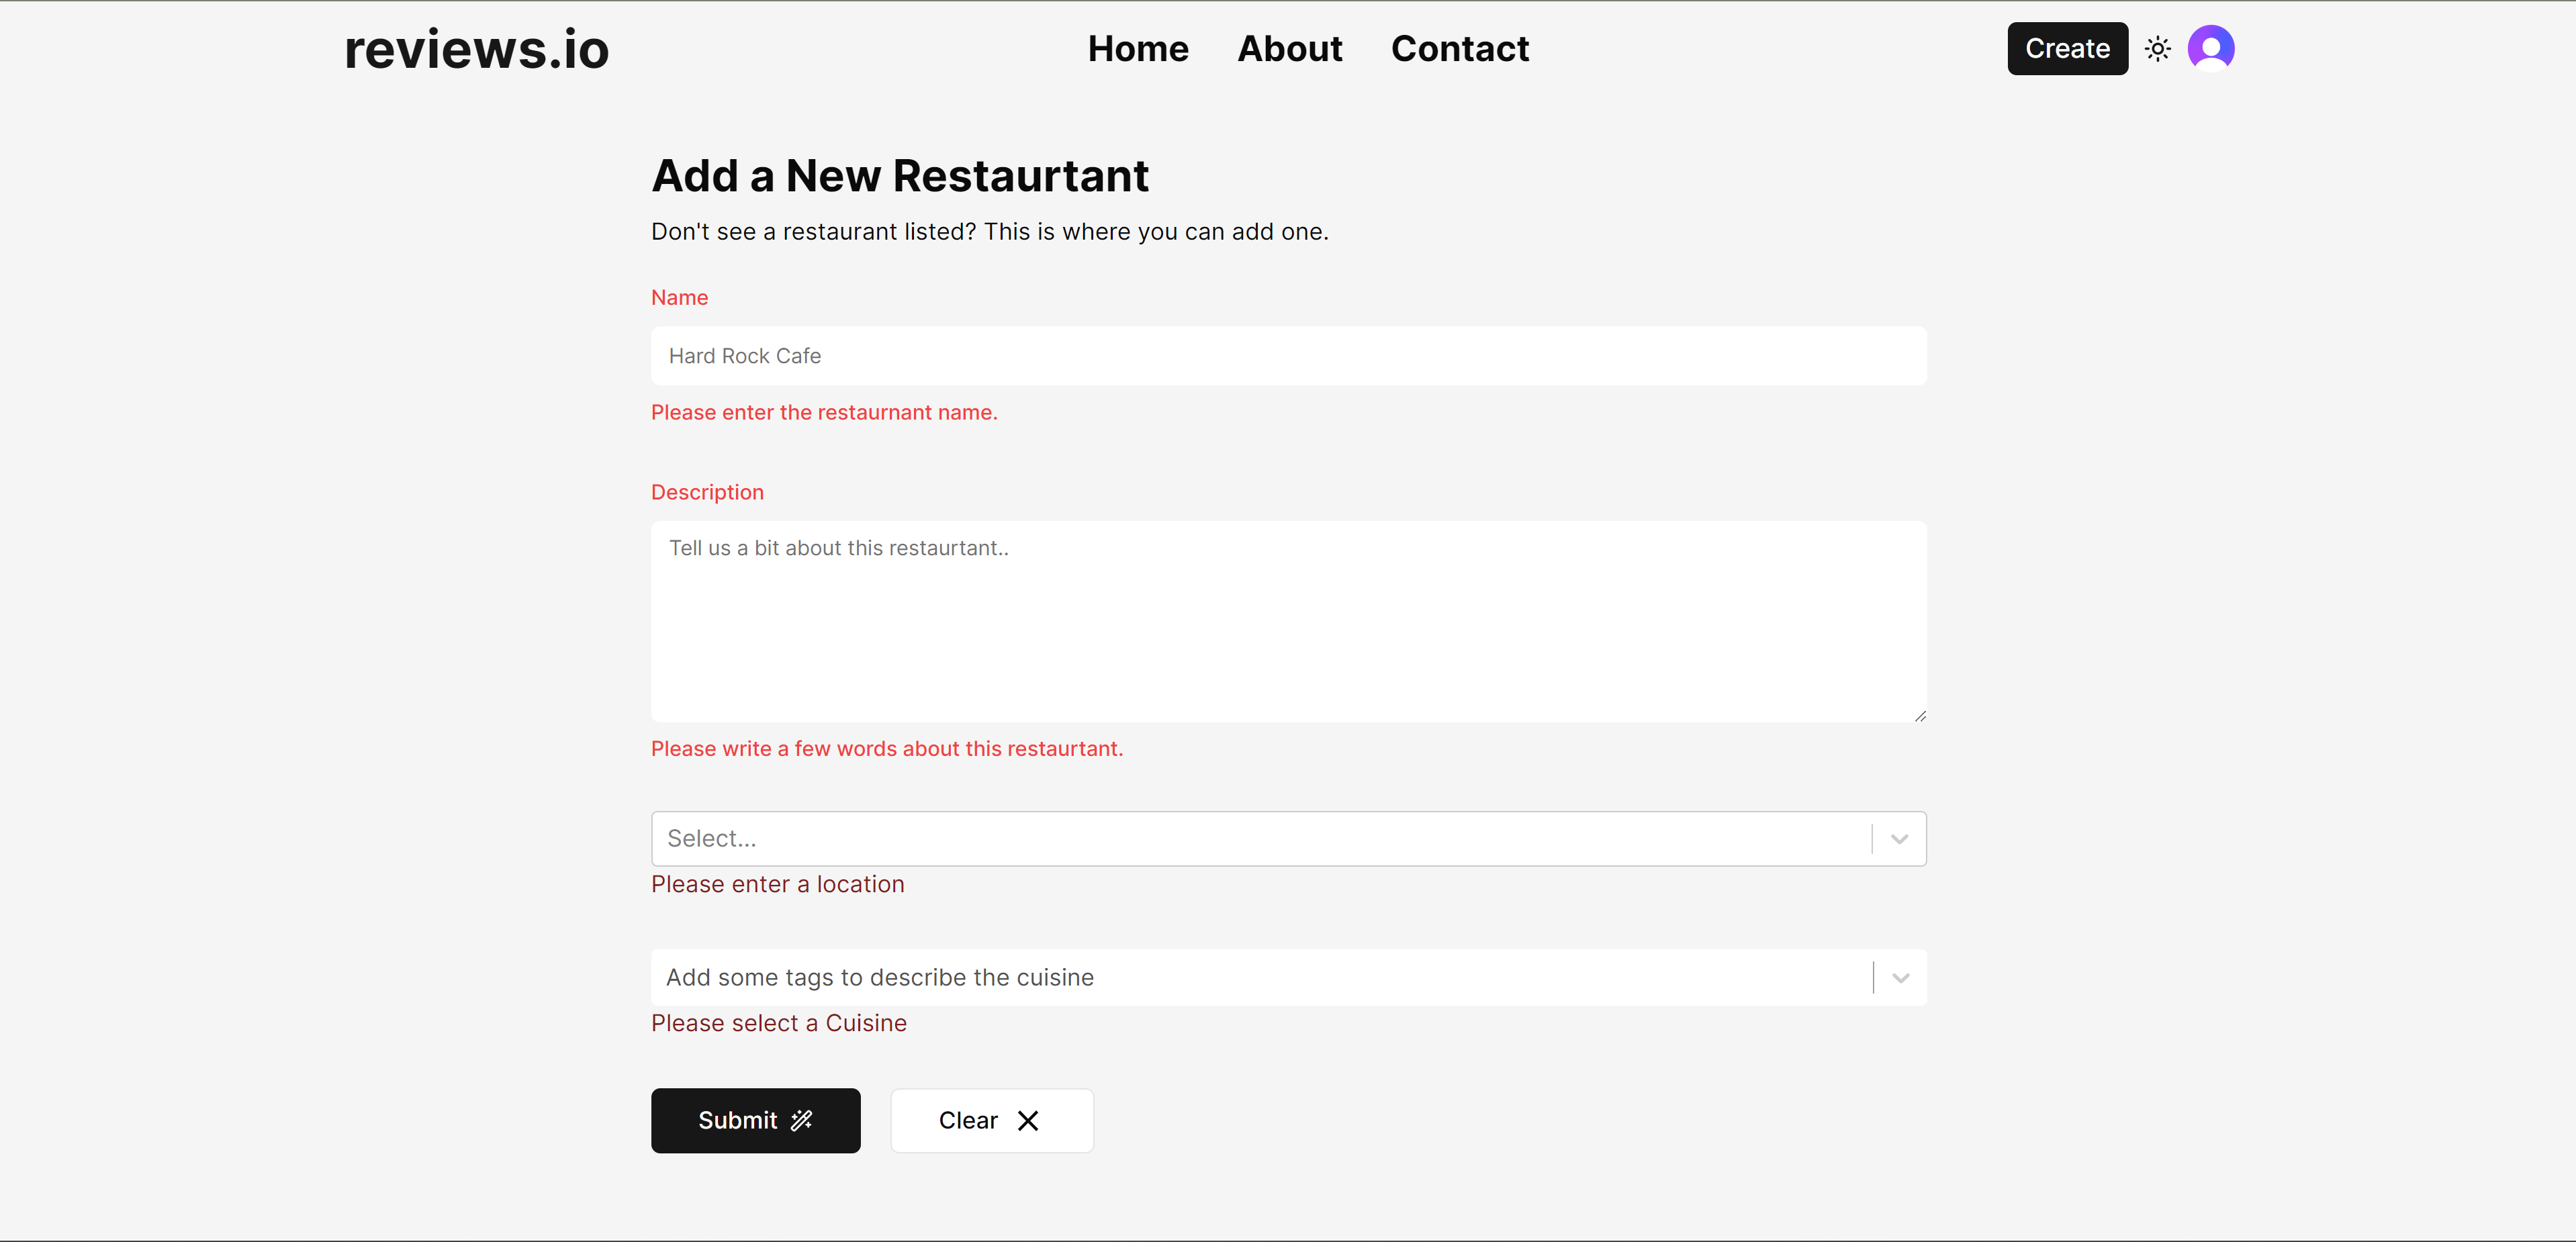 reviews.io
Home About Contact
Create
Add a New Restaurtant
Don't see a restaurant listed? This is where you can add one.
Name
Hard Rock Cafe
Please enter the restaurnant name.
Description
Tell us a bit about this restaurtant..
Please write a few words about this restaurtant.
Select...
Please enter a location
Add some tags to describe the cuisine
Please select a Cuisine
Submit
Clear